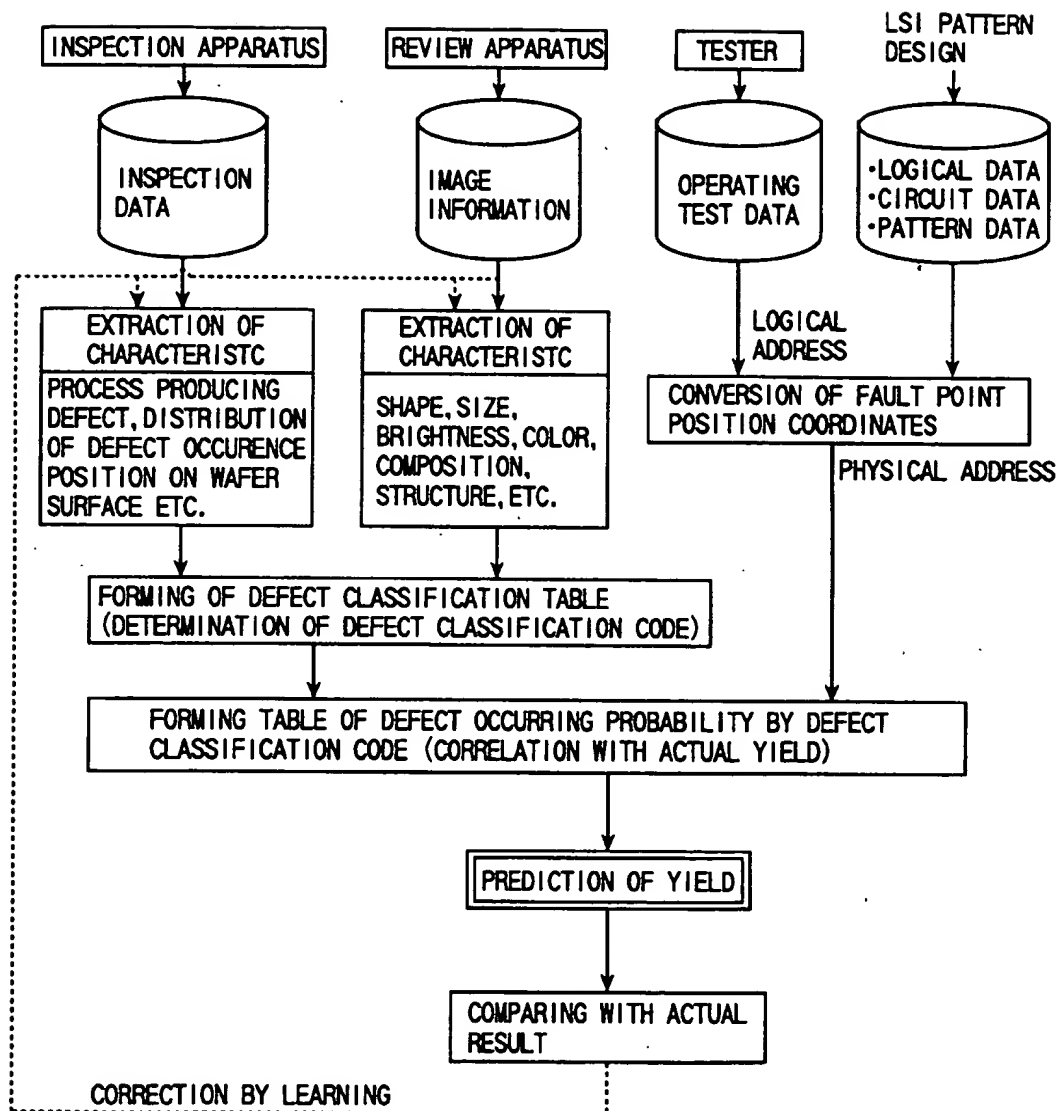 INSPECTION APPARATUS
REVIEW APPARATUS
TESTER
LSI PATTERN
DESIGN
INSPECTION
DATA
IMAGE
INFORMATION
OPERATING
TEST DATA
·LOGICAL DATA
·CIRCUIT DATA
·PATTERN DATA
EXTRACTION OF
CHARACTERISTC
PROCESS PRODUCING
DEFECT, DISTRIBUTION
OF DEFECT OCCURENCE
POSITION ON WAFER
SURFACE ETC.
EXTRACTION OF
CHARACTERISTC
SHAPE, SIZE,
BRIGHTNESS, COLOR,
COMPOSITION,
STRUCTURE, ETC.
LOGICAL
ADDRESS
CONVERSION OF FAULT POINT
POSITION COORDINATES
PHYSICAL ADDRESS
FORMING OF DEFECT CLASSIFICATION TABLE
(DETERMINATION OF DEFECT CLASSIFICATION CODE)
FORMING TABLE OF DEFECT OCCURRING PROBABILITY BY DEFECT
CLASSIFICATION CODE (CORRELATION WITH ACTUAL YIELD)
PREDICTION OF YIELD
COMPARING WITH ACTUAL
RESULT
CORRECTION BY LEARNING